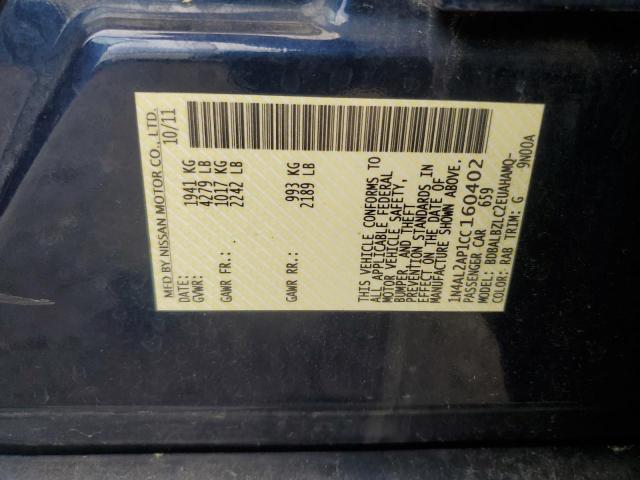 MFD BY NISSAN MOTOR CO., LTD.
DATE: 10/11
GVWR: 1941 KG
4279 LB
GAWR FR.: 1017 KG
2242 LB
GAWR RR.: 993 KG
2189 LB
THIS VEHICLE CONFORMS TO
ALL APPLICABLE FEDERAL
MOTOR VEHICLE SAFETY,
BUMPER, AND THEFT
PREVENTION STANDARDS IN
EFFECT ON THE DATE OF
MANUFACTURE SHOWN ABOVE.
1N4AL2AP1CC160402
PASSENGER CAR 659
MODEL: BDBALBZLCZEUAHAMQ-
COLOR: RAB TRIM: G 9N00A